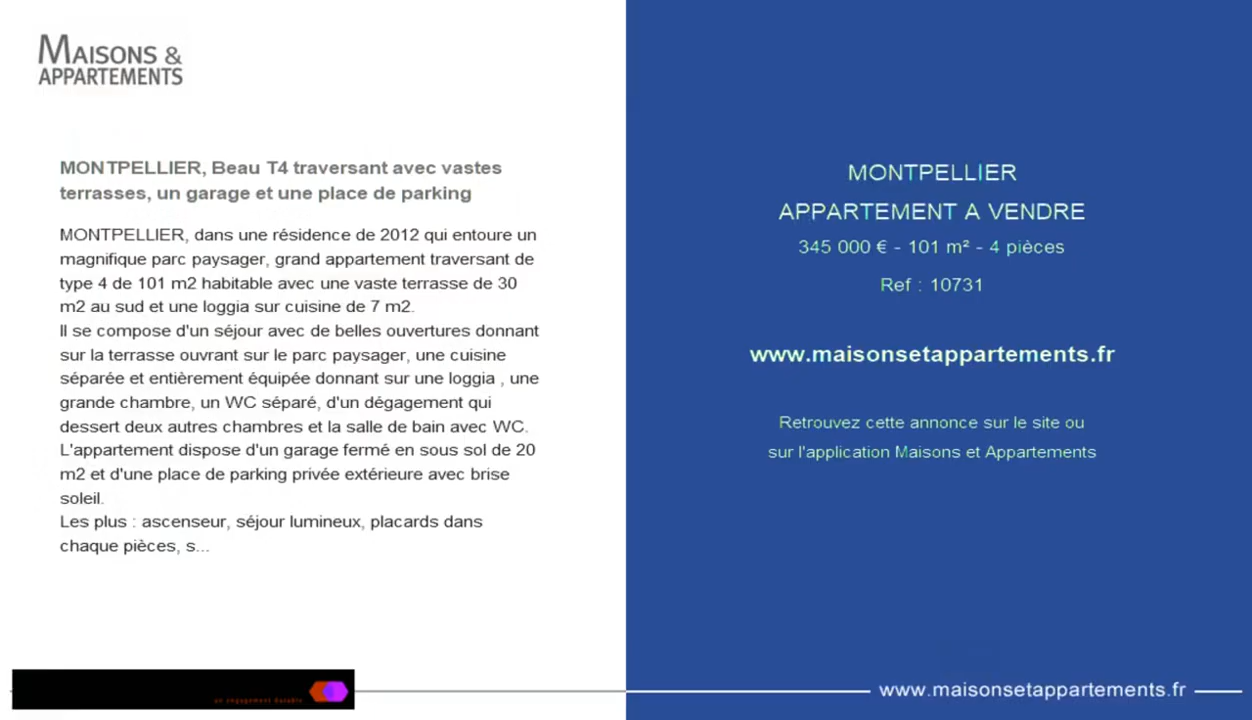 MAISONS &
APPARTEMENTS
MONTPELLIER, Beau T4 traversant avec vastes
terrasses, un garage et une place de parking
MONTPELLIER, dans une résidence de 2012 qui entoure un
magnifique parc paysager, grand appartement traversant de
type 4 de 101 m2 habitable avec une vaste terrasse de 30
m2 au sud et une loggia sur cuisine de 7 m2.
Il se compose d'un séjour avec de belles ouvertures donnant
sur la terrasse ouvrant sur le parc paysager, une cuisine
séparée et entièrement équipée donnant sur une loggia , une
grande chambre, un WC séparé, d'un dégagement qui
dessert deux autres chambres et la salle de bain avec WC.
L'appartement dispose d'un garage fermé en sous sol de 20
m2 et d'une place de parking privée extérieure avec brise
soleil.
Les plus : ascenseur, séjour lumineux, placards dans
chaque pièces, s...
un engagement durable
MONTPELLIER
APPARTEMENT A VENDRE
345 000 € - 101 m² - 4 pièces
Ref : 10731
www.maisonsetappartements.fr
Retrouvez cette annonce sur le site ou
sur l'application Maisons et Appartements
www.maisonsetappartements.fr